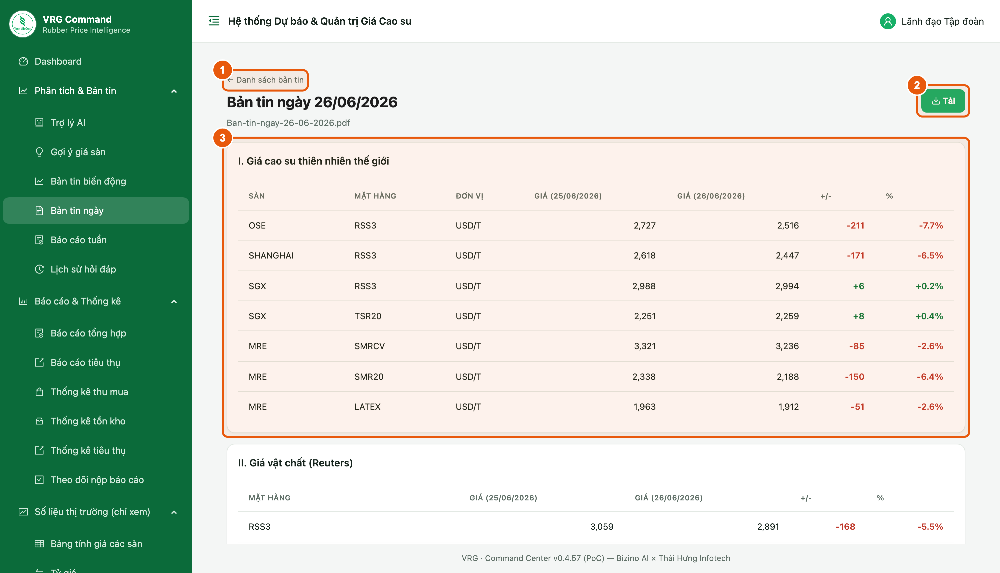 VRG Command
Rubber Price Intelligence
Dashboard
Phân tích & Bản tin
Trợ lý AI
Gợi ý giá sàn
Bản tin biến động
Bản tin ngày
Báo cáo tuần
Lịch sử hỏi đáp
Báo cáo & Thống kê
Báo cáo tổng hợp
Báo cáo tiêu thụ
Thống kê thu mua
Thống kê tồn kho
Thống kê tiêu thụ
Theo dõi nộp báo cáo
Số liệu thị trường (chỉ xem)
Bảng tính giá các sàn
Tỷ giá
Hệ thống Dự báo & Quản trị Giá Cao su
Lãnh đạo Tập đoàn
1
← Danh sách bản tin
Bản tin ngày 26/06/2026
Ban-tin-ngay-26-06-2026.pdf
2
Tải
3
I. Giá cao su thiên nhiên thế giới
SÀN MẶT HÀNG ĐƠN VỊ GIÁ (25/06/2026) GIÁ (26/06/2026) +/- %
OSE RSS3 USD/T 2,727 2,516 -211 -7.7%
SHANGHAI RSS3 USD/T 2,618 2,447 -171 -6.5%
SGX RSS3 USD/T 2,988 2,994 +6 +0.2%
SGX TSR20 USD/T 2,251 2,259 +8 +0.4%
MRE SMRCV USD/T 3,321 3,236 -85 -2.6%
MRE SMR20 USD/T 2,338 2,188 -150 -6.4%
MRE LATEX USD/T 1,963 1,912 -51 -2.6%
II. Giá vật chất (Reuters)
MẶT HÀNG GIÁ (25/06/2026) GIÁ (26/06/2026) +/- %
RSS3 3,059 2,891 -168 -5.5%
VRG · Command Center v0.4.57 (PoC) — Bizino AI × Thái Hưng Infotech